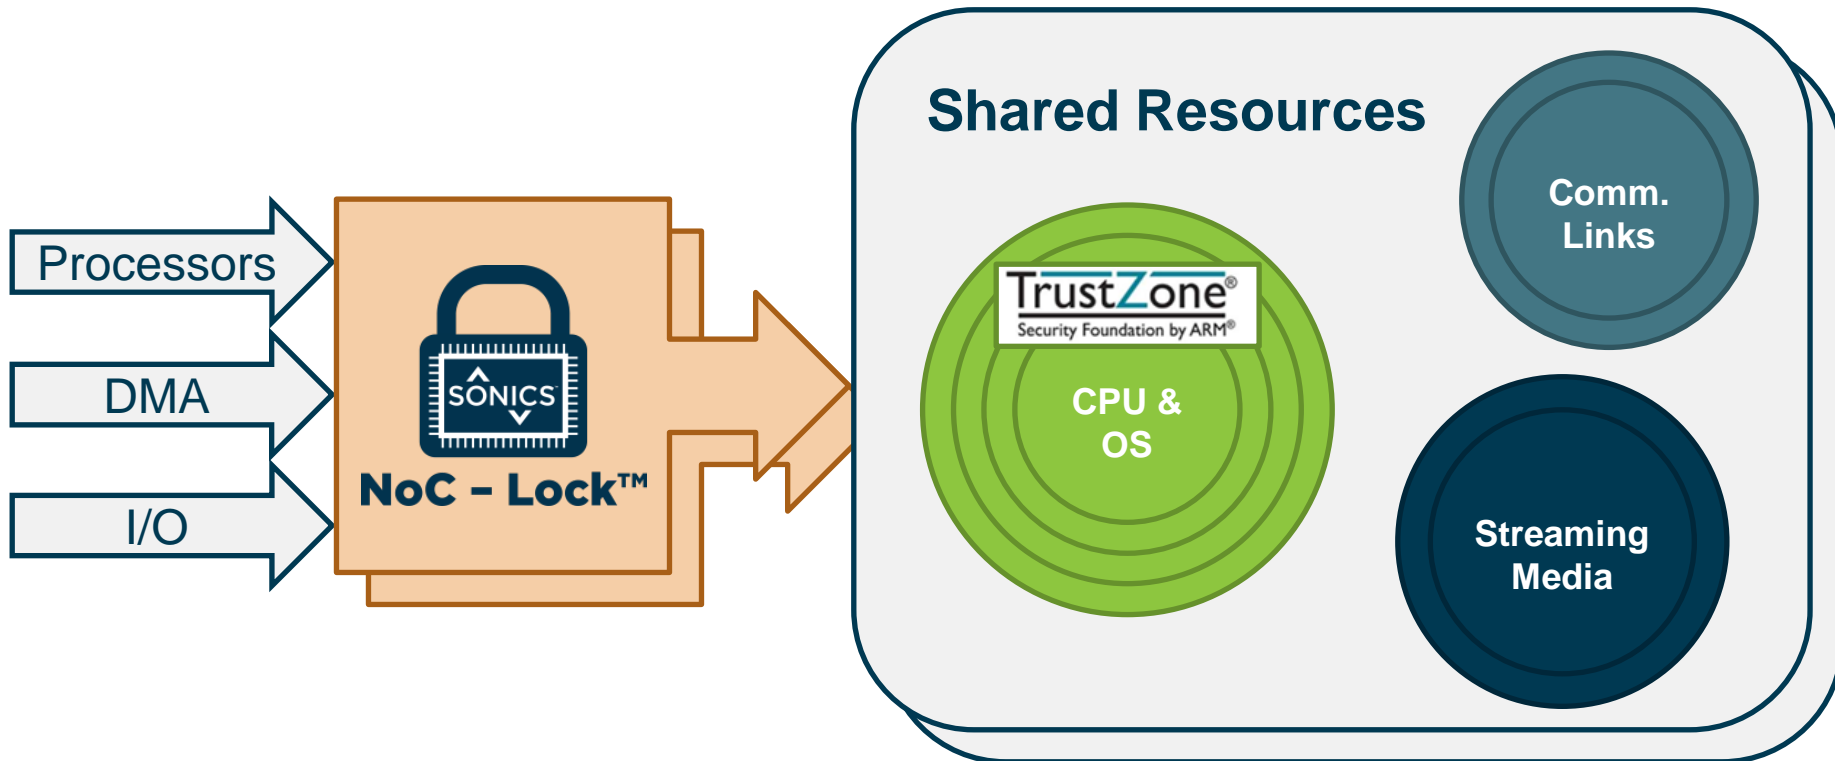 Processors
DMA
I/O
SONICS
NoC – Lock™
Shared Resources
TrustZone®
Security Foundation by ARM®
CPU &
OS
Comm.
Links
Streaming
Media